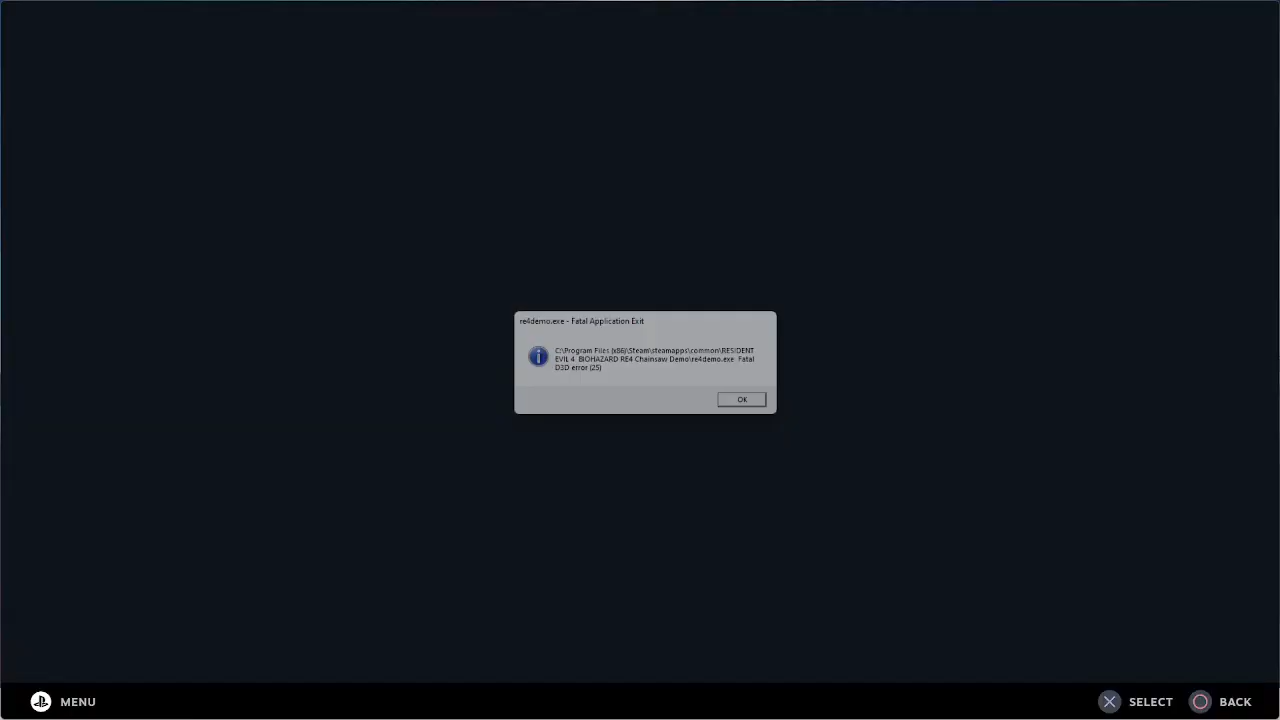 re4demo.exe - Fatal Application Exit
C:\Program Files (x86)\Steam\steamapps\common\RESIDENT
EVIL 4  BIOHAZARD RE4 Chainsaw Demo\re4demo.exe  Fatal
D3D error (25)
OK
MENU
SELECT
BACK